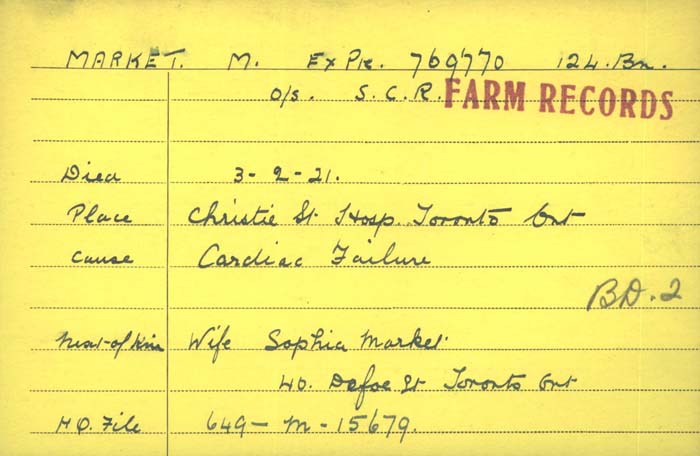 MARKET. M. Ex Pte. 769770 124. Bn.
O/S. S.C.R. FARM RECORDS
Died 3-2-21.
Place Christie St. Hosp. Toronto Ont
Cause Cardiac Failure
BD.2
Next-of-Kin Wife Sophia Market.
40. Defoe St Toronto Ont
H.Q. File 649-M-15679.